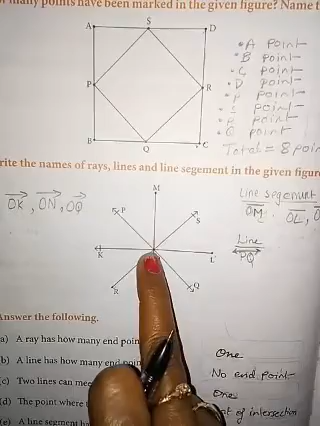 many points have been marked in the given figure? Name t
A S D
P R
B Q C
• A Point
• B point
• C point
• D point
• P point
• S point
• R point
• Q point
Total = 8 poin
rite the names of rays, lines and line segement in the given figur
OK, ON, OQ
M
P S
K L
R Q
Line segement
OM, OL, O
Line
PQ
Answer the following.
a) A ray has how many end poin
One
b) A line has how many end poin
No end point
(c) Two lines can mee
One
(d) The point where
of intersection
(e) A line segment h